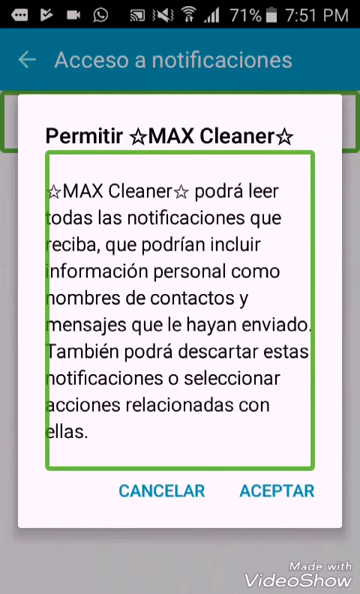 71% 7:51 PM
Acceso a notificaciones
Permitir ☆MAX Cleaner☆
☆MAX Cleaner☆ podrá leer
todas las notificaciones que
reciba, que podrían incluir
información personal como
nombres de contactos y
mensajes que le hayan enviado.
También podrá descartar estas
notificaciones o seleccionar
acciones relacionadas con
ellas.
CANCELAR ACEPTAR
Made with
VideoShow